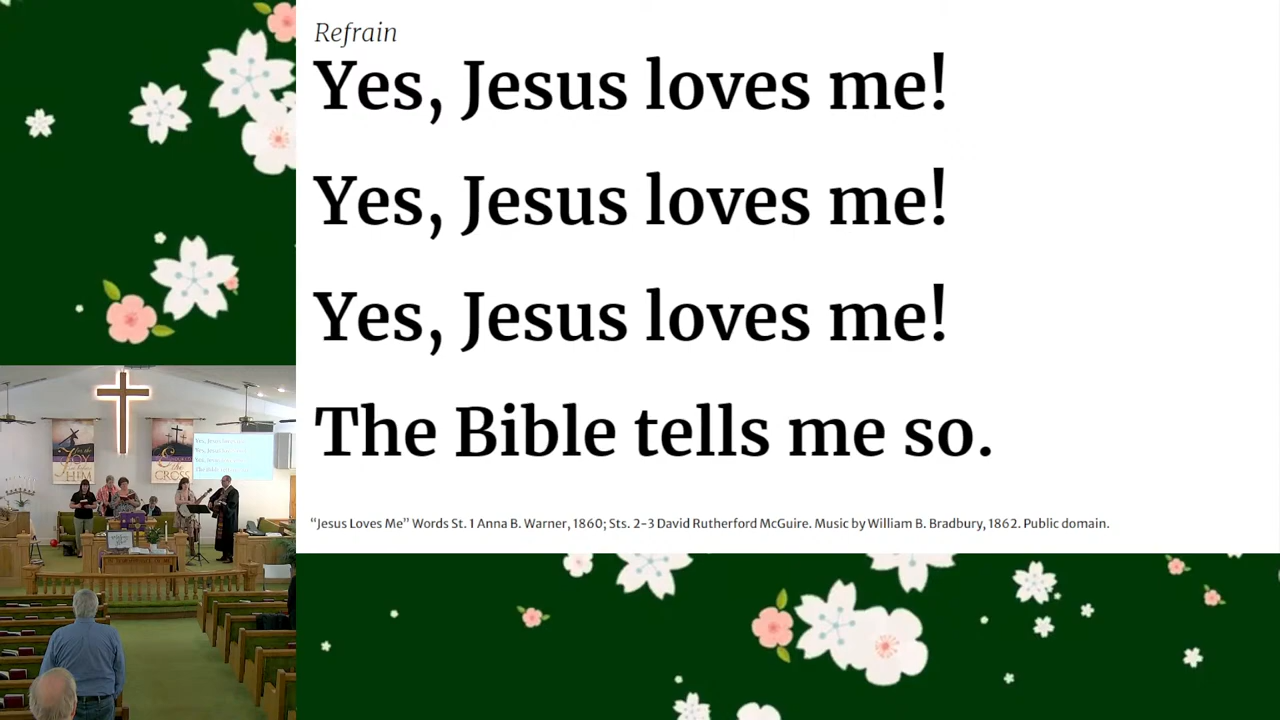 Refrain
Yes, Jesus loves me!
Yes, Jesus loves me!
Yes, Jesus loves me!
The Bible tells me so.
“Jesus Loves Me” Words St. 1 Anna B. Warner, 1860; Sts. 2-3 David Rutherford McGuire. Music by William B. Bradbury, 1862. Public domain.
HIM
CROSS